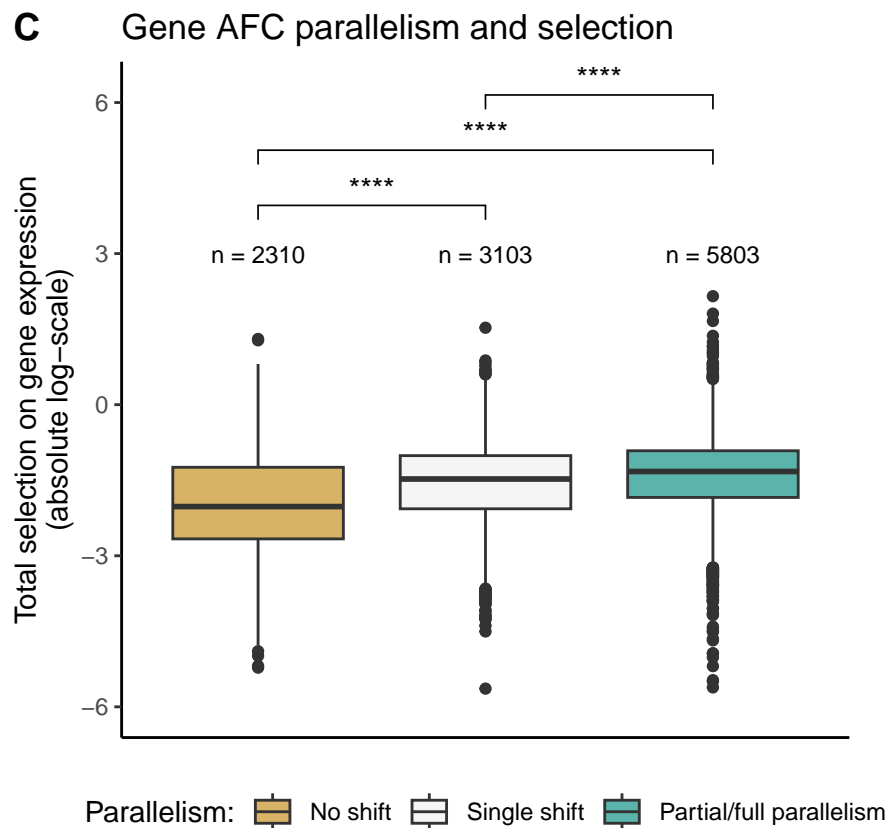 C Gene AFC parallelism and selection
****
****
****
n = 2310 n = 3103 n = 5803
6
3
0
−3
−6
Total selection on gene expression
(absolute log−scale)
Parallelism: No shift Single shift Partial/full parallelism